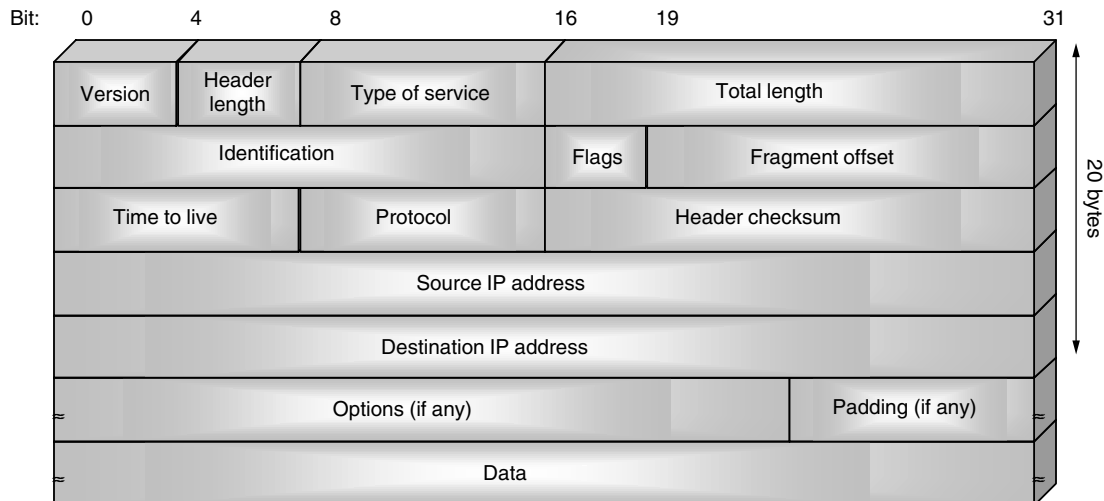 Bit: 0 4 8 16 19 31
Version
Header
length
Type of service
Total length
Identification
Flags
Fragment offset
Time to live
Protocol
Header checksum
Source IP address
Destination IP address
20 bytes
Options (if any)
Padding (if any)
Data